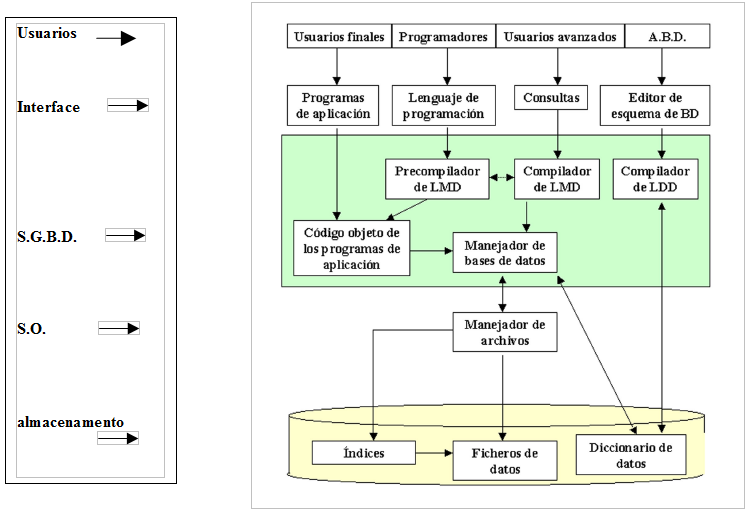 Usuarios
Interface
S.G.B.D.
S.O.
almacenamento
Usuarios finales
Programadores
Usuarios avanzados
A.B.D.
Programas
de aplicación
Lenguaje de
programación
Consultas
Editor de
esquema de BD
Precompilador
de LMD
Compilador
de LMD
Compilador
de LDD
Código objeto de
los programas de
aplicación
Manejador de
bases de datos
Manejador de
archivos
Índices
Ficheros de
datos
Diccionario de
datos